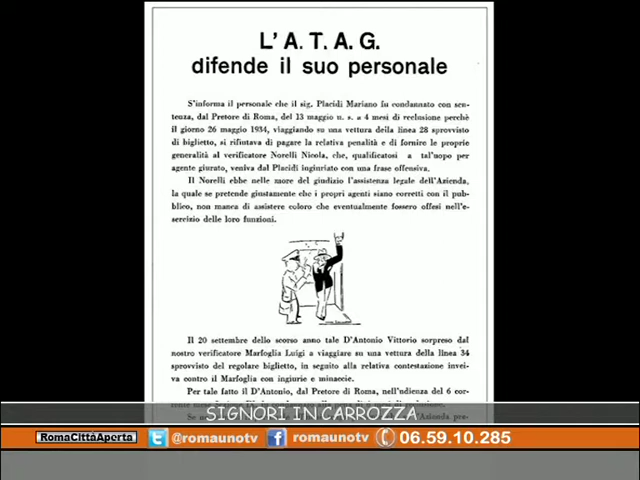 L'A. T. A. G.
difende il suo personale
S'informa il personale che il sig. Placidi Mariano fu condannato con sen-
tenza, dal Pretore di Roma, del 13 maggio u. s. a 4 mesi di reclusione perchè
il giorno 26 maggio 1934, viaggiando su una vettura della linea 28 sprovvisto
di biglietto, si rifiutava di pagare la relativa penalità e di fornire le proprie
generalità al verificatore Norelli Nicola, che, qualificatosi a tal'uopo per
agente giurato, veniva dal Placidi ingiuriato con una frase offensiva.
Il Norelli ebbe nelle more del giudizio l'assistenza legale dell'Azienda,
la quale se pretende giustamente che i propri agenti siano corretti con il pub-
blico, non manca di assistere coloro che eventualmente fossero offesi nell'e-
sercizio delle loro funzioni.
Il 20 settembre dello scorso anno tale D'Antonio Vittorio sorpreso dal
nostro verificatore Marfoglia Luigi a viaggiare su una vettura della linea 34
sprovvisto del regolare biglietto, in seguito alla relativa contestazione invei-
va contro il Marfoglia con ingiurie e minaccie.
Per tale fatto il D'Antonio, dal Pretore di Roma, nell'udienza del 6 cor-
SIGNORI IN CARROZZA
RomaCittàAperta @romaunotv romaunotv 06.59.10.285